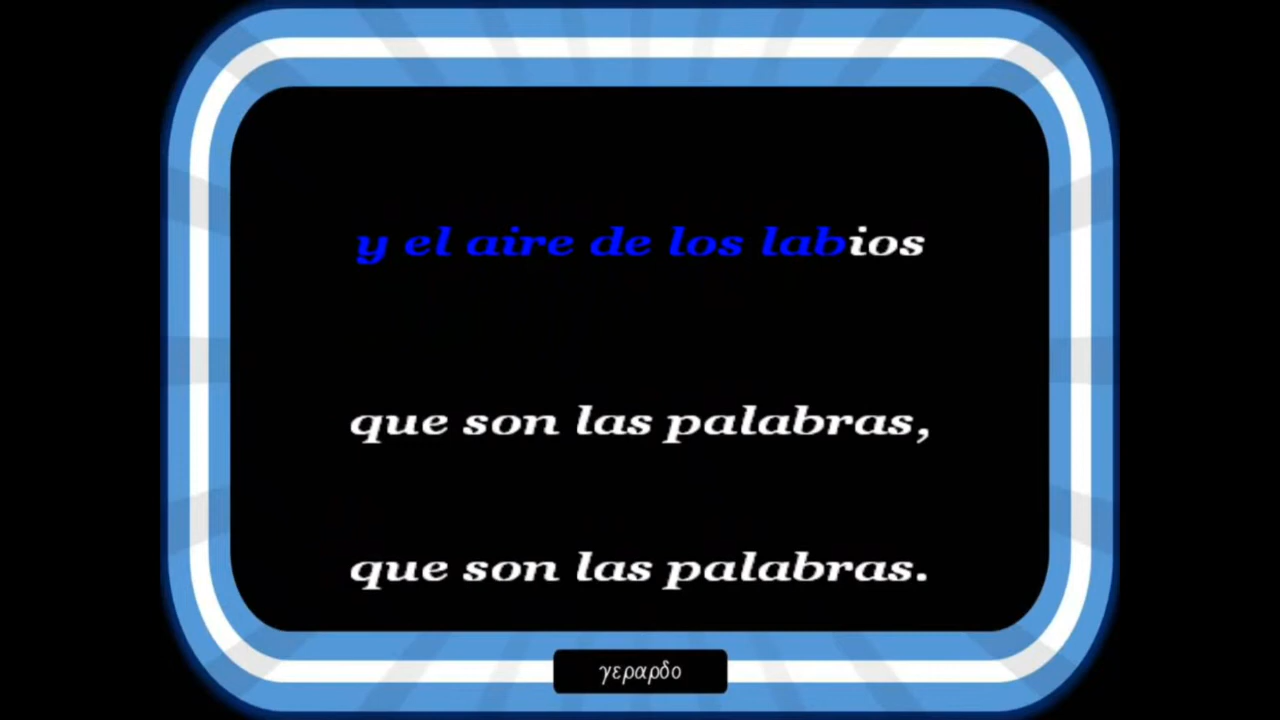 y el aire de los labios
que son las palabras,
que son las palabras.
γεραρδο